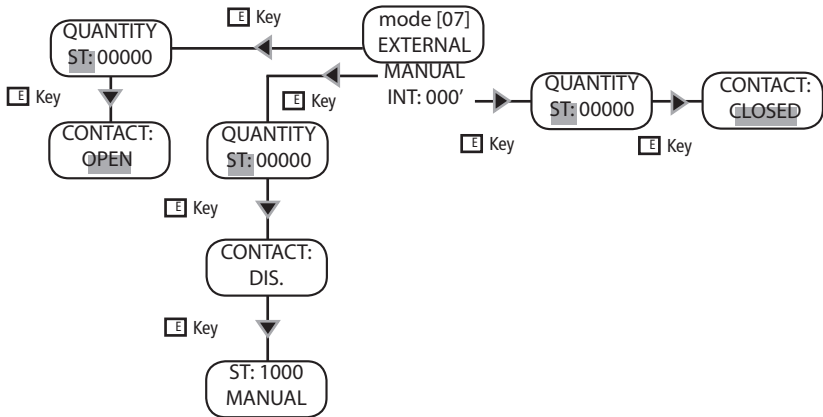 E Key
mode [07]
EXTERNAL
MANUAL
INT: 000'
QUANTITY
ST: 00000
E Key
CONTACT:
OPEN
E Key
QUANTITY
ST: 00000
E Key
CONTACT:
DIS.
E Key
ST: 1000
MANUAL
E Key
QUANTITY
ST: 00000
E Key
CONTACT:
CLOSED